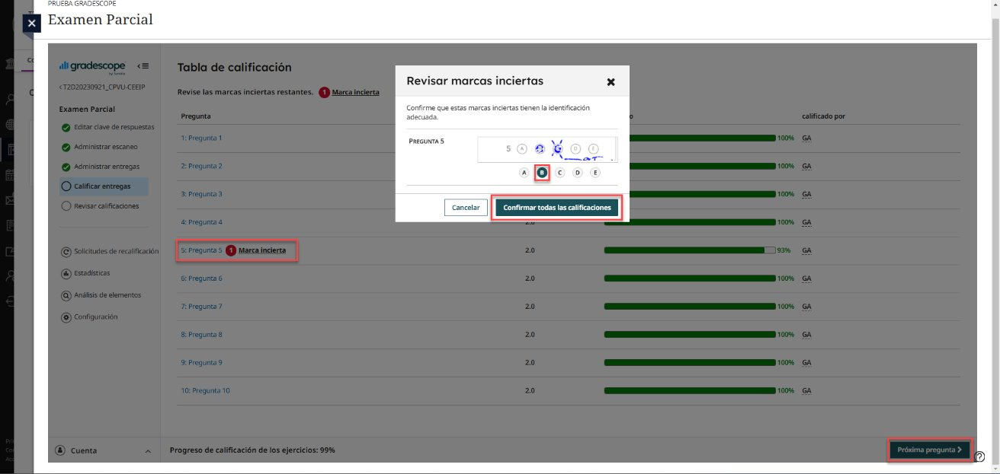 PRUEBA GRADESCOPE
Examen Parcial
gradescope
by Turnitin
T2D20230921_CPVU-CEEIP
Examen Parcial
Editar clave de respuestas
Administrar escaneo
Administrar entregas
Calificar entregas
Revisar calificaciones
Solicitudes de recalificación
Estadísticas
Análisis de elementos
Configuración
Cuenta
Tabla de calificación
Revise las marcas inciertas restantes. 1 Marca incierta
Pregunta calificado por
1: Pregunta 1 100% GA
2: Pregunta 2 100% GA
3: Pregunta 3 100% GA
4: Pregunta 4 2.0 100% GA
5: Pregunta 5 1 Marca incierta 2.0 93% GA
6: Pregunta 6 2.0 100% GA
7: Pregunta 7 2.0 100% GA
8: Pregunta 8 2.0 100% GA
9: Pregunta 9 2.0 100% GA
10: Pregunta 10 2.0 100% GA
Revisar marcas inciertas
Confirme que estas marcas inciertas tienen la identificación
adecuada.
PREGUNTA 5
5 A D E
A B C D E
Cancelar Confirmar todas las calificaciones
Progreso de calificación de los ejercicios: 99%
Próxima pregunta